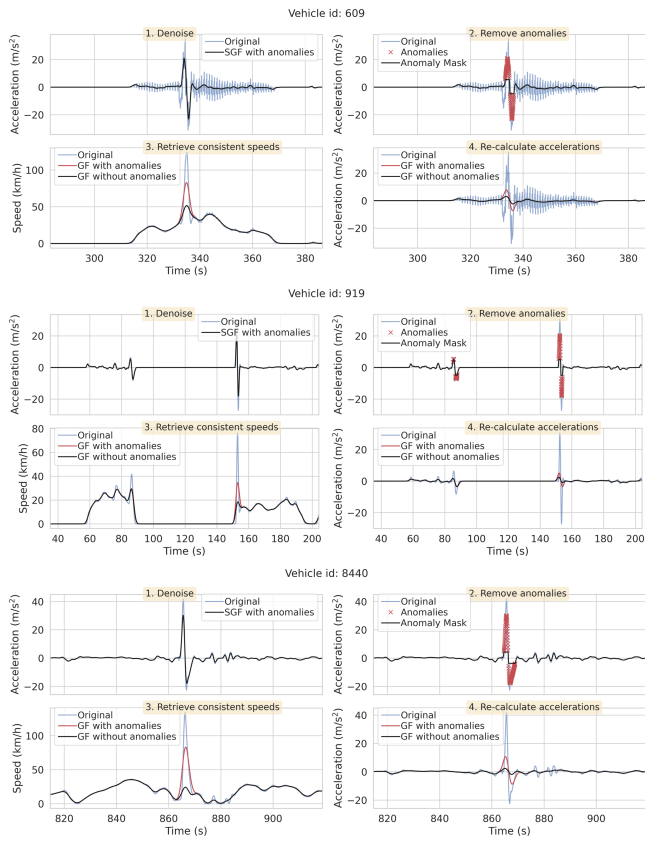 Vehicle id: 609
1. Denoise
Original
SGF with anomalies
Acceleration (m/s²)
20
0
−20
2. Remove anomalies
Original
Anomalies
Anomaly Mask
Acceleration (m/s²)
20
0
−20
3. Retrieve consistent speeds
Original
GF with anomalies
GF without anomalies
Speed (km/h)
100
50
0
300
320
340
360
380
Time (s)
4. Re-calculate accelerations
Original
GF with anomalies
GF without anomalies
Acceleration (m/s²)
20
0
−20
300
320
340
360
380
Time (s)
Vehicle id: 919
1. Denoise
Original
SGF with anomalies
Acceleration (m/s²)
20
0
−20
2. Remove anomalies
Original
Anomalies
Anomaly Mask
Acceleration (m/s²)
20
0
−20
3. Retrieve consistent speeds
Original
GF with anomalies
GF without anomalies
Speed (km/h)
80
60
40
20
0
40
60
80
100
120
140
160
180
200
Time (s)
4. Re-calculate accelerations
Original
GF with anomalies
GF without anomalies
Acceleration (m/s²)
20
0
−20
40
60
80
100
120
140
160
180
200
Time (s)
Vehicle id: 8440
1. Denoise
Original
SGF with anomalies
Acceleration (m/s²)
40
20
0
−20
2. Remove anomalies
Original
Anomalies
Anomaly Mask
Acceleration (m/s²)
40
20
0
−20
3. Retrieve consistent speeds
Original
GF with anomalies
GF without anomalies
Speed (km/h)
100
50
0
820
840
860
880
900
Time (s)
4. Re-calculate accelerations
Original
GF with anomalies
GF without anomalies
Acceleration (m/s²)
40
20
0
−20
820
840
860
880
900
Time (s)